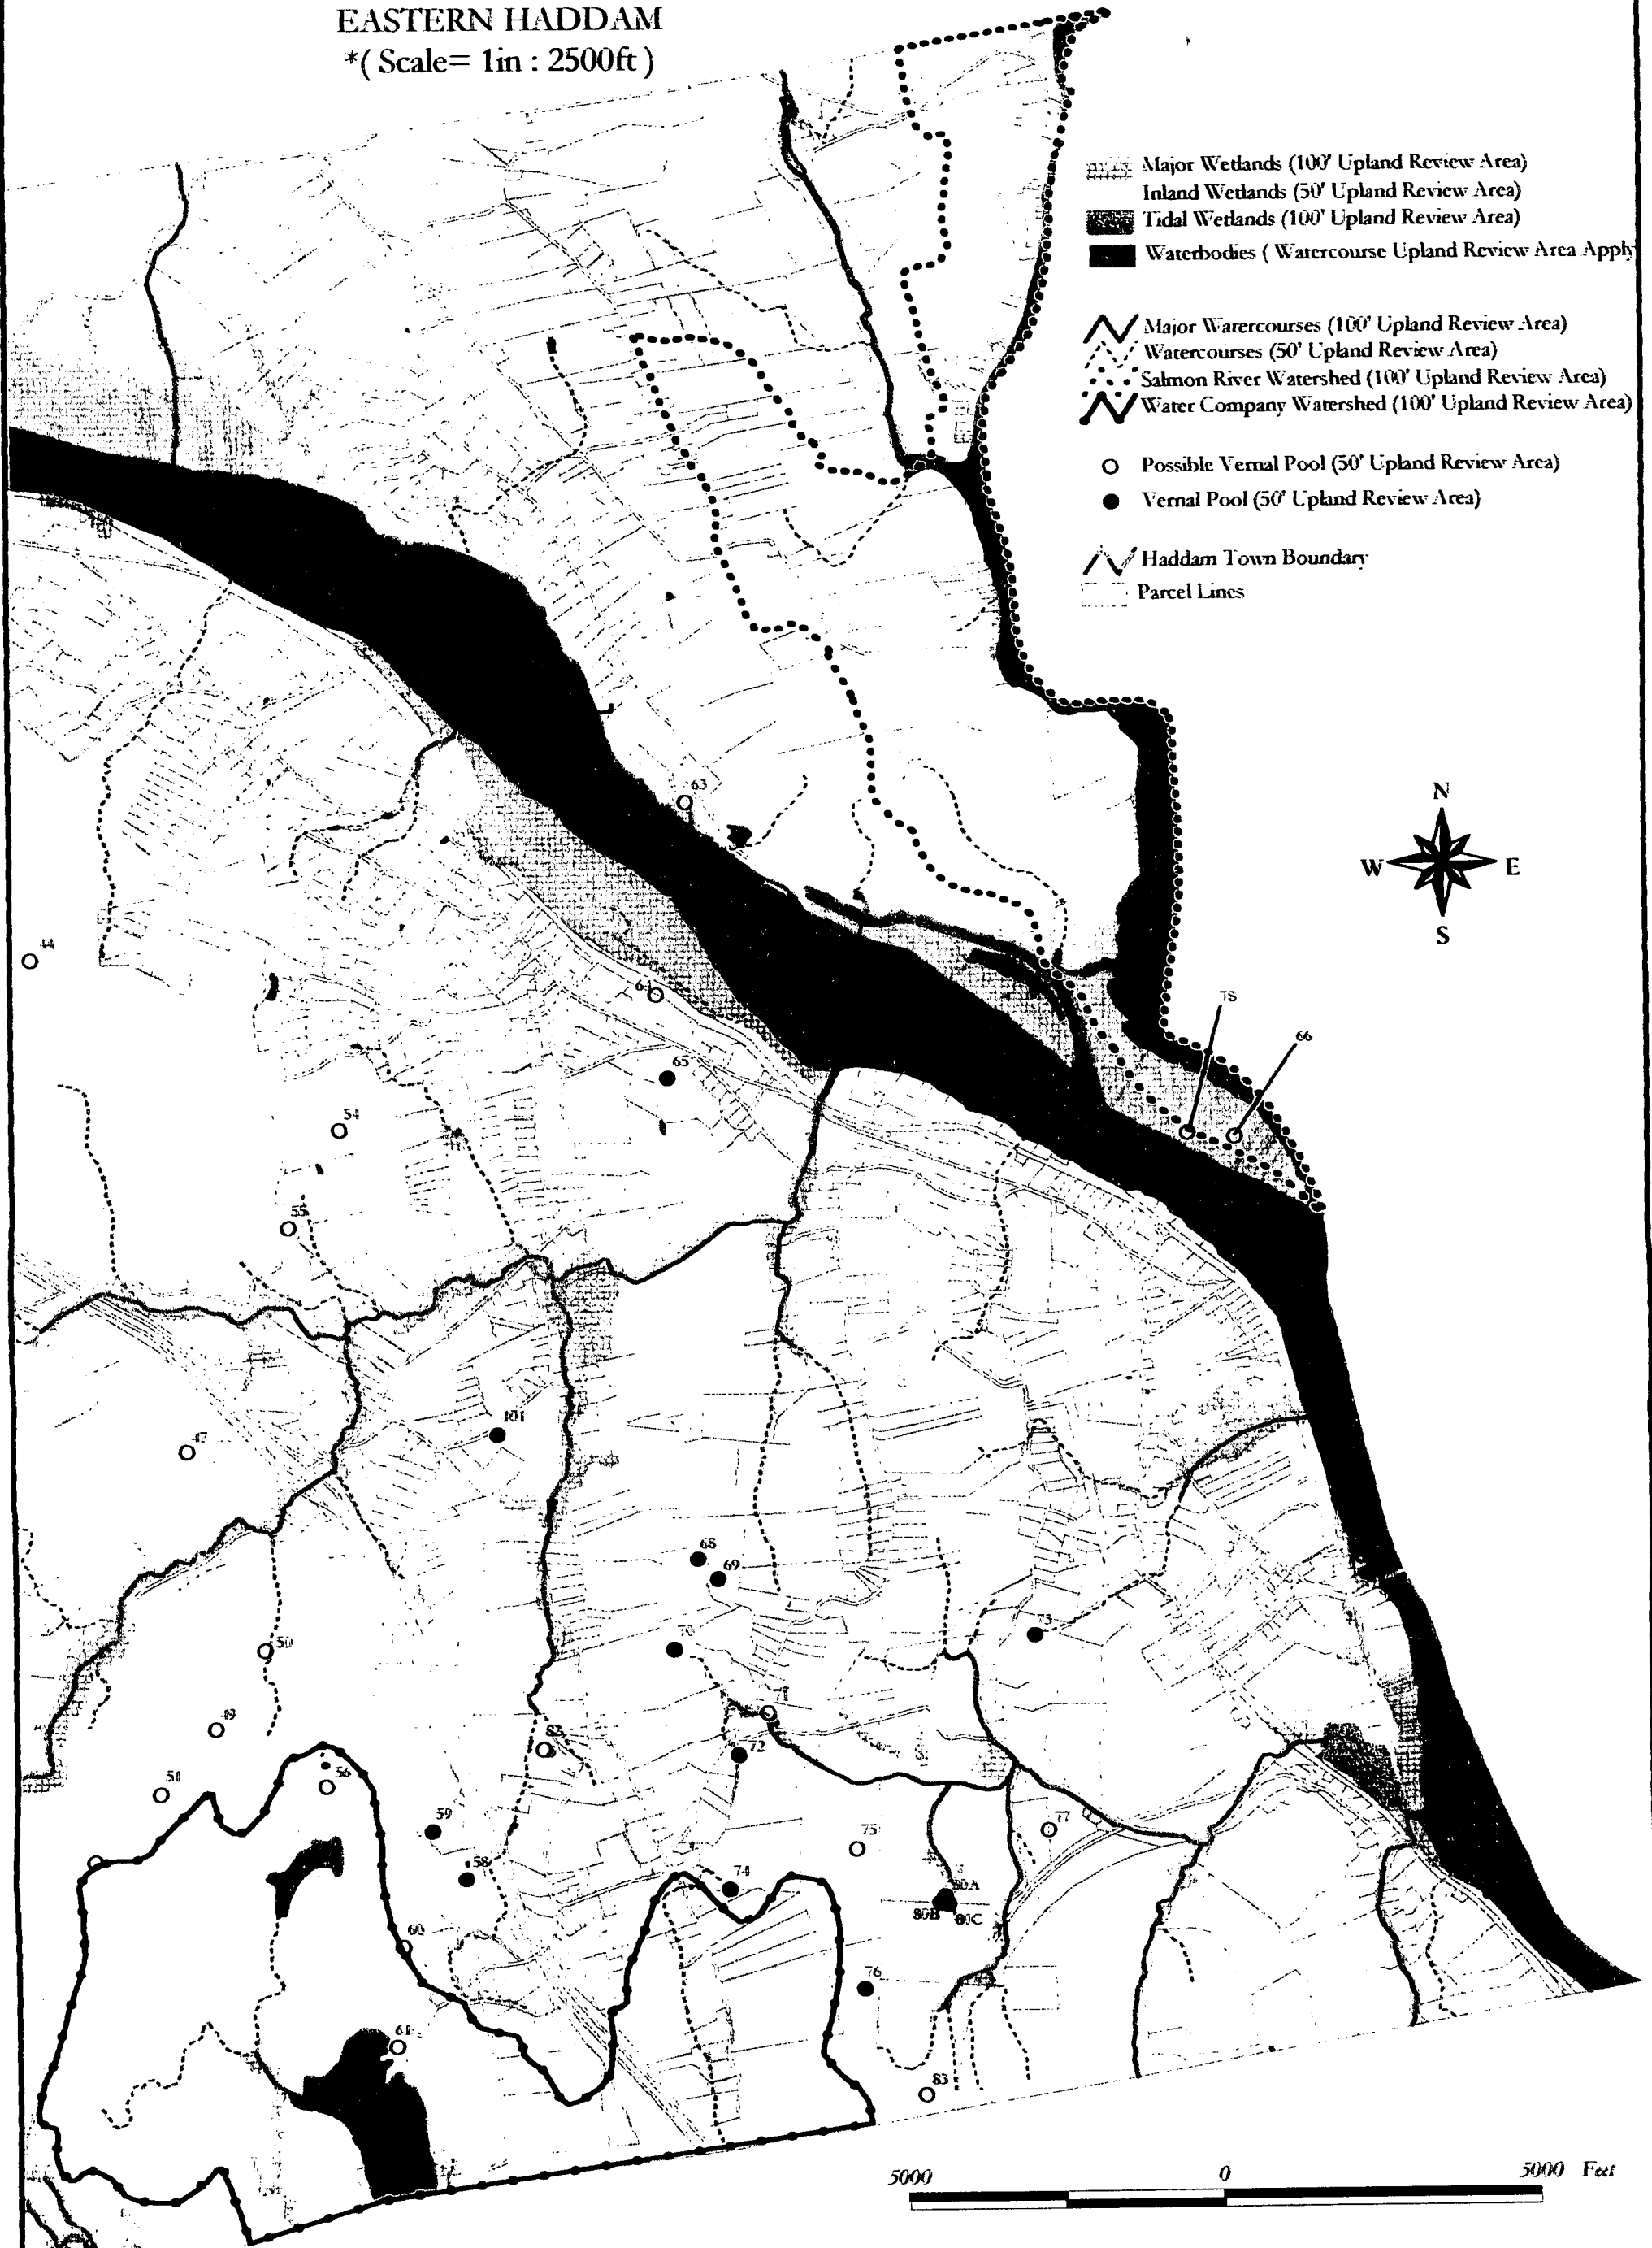 EASTERN HADDAM
*( Scale= 1in : 2500ft )
Major Wetlands (100' Upland Review Area)
Inland Wetlands (50' Upland Review Area)
Tidal Wetlands (100' Upland Review Area)
Waterbodies ( Watercourse Upland Review Area Apply
Major Watercourses (100' Upland Review Area)
Watercourses (50' Upland Review Area)
Salmon River Watershed (100' Upland Review Area)
Water Company Watershed (100' Upland Review Area)
Possible Vernal Pool (50' Upland Review Area)
Vernal Pool (50' Upland Review Area)
Haddam Town Boundary
Parcel Lines
N
W E
S
63
44
64
78
66
65
54
55
101
47
68
69
70
50
49
71
82
72
51
56
59
77
75
58
74
80A
80B
80C
60
76
61
83
5000 0 5000 Feet